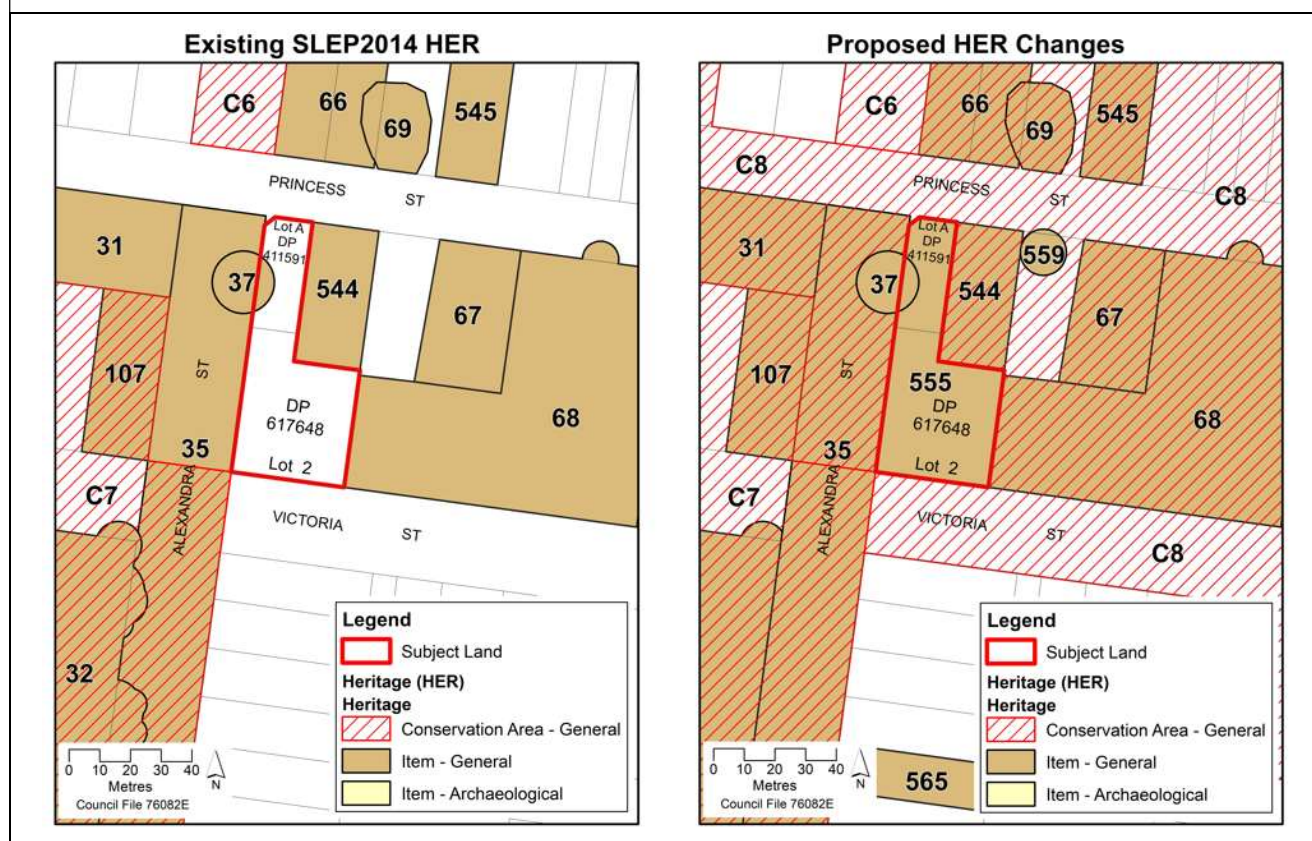 Existing SLEP2014 HER
C6
66
69
545
PRINCESS ST
31
37
Lot A
DP
411591
544
67
107
ST
35
DP
617648
68
Lot 2
C7
ALEXANDRA
VICTORIA ST
32
Legend
Subject Land
Heritage (HER)
Heritage
Conservation Area - General
Item - General
Item - Archaeological
0 10 20 30 40
Metres
N
Council File 76082E
Proposed HER Changes
C6
66
69
545
C8
PRINCESS ST
C8
31
37
Lot A
DP
411591
544
559
67
107
ST
35
555
DP
617648
68
Lot 2
C7
ALEXANDRA
VICTORIA ST
C8
Legend
Subject Land
Heritage (HER)
Heritage
Conservation Area - General
Item - General
Item - Archaeological
0 10 20 30 40
Metres
N
Council File 76082E
565